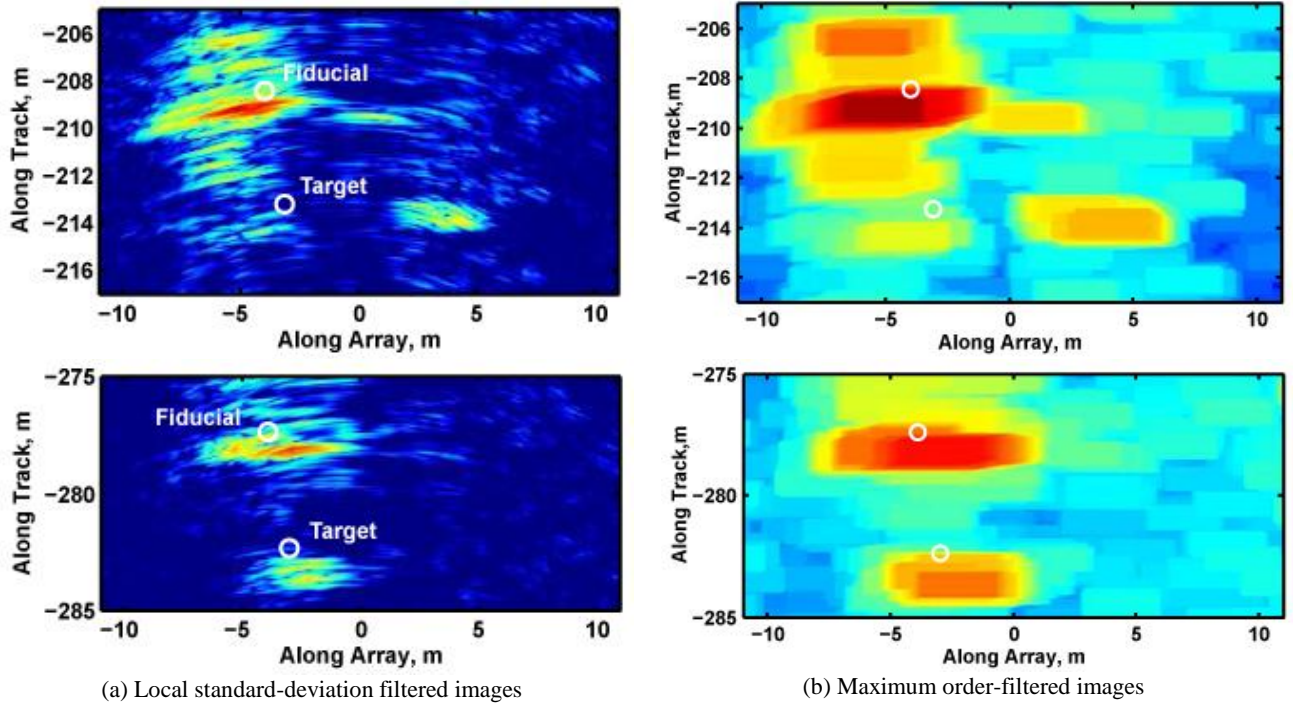 −206
−208
−210
−212
−214
−216
Along Track, m
Fiducial
Target
−10 −5 0 5 10
Along Array, m
−206
−208
−210
−212
−214
−216
Along Track,m
−10 −5 0 5 10
Along Array, m
−275
−280
−285
Along Track, m
Fiducial
Target
−10 −5 0 5 10
Along Array, m
−275
−280
−285
Along Track,m
−10 −5 0 5 10
Along Array, m
(a) Local standard-deviation filtered images
(b) Maximum order-filtered images